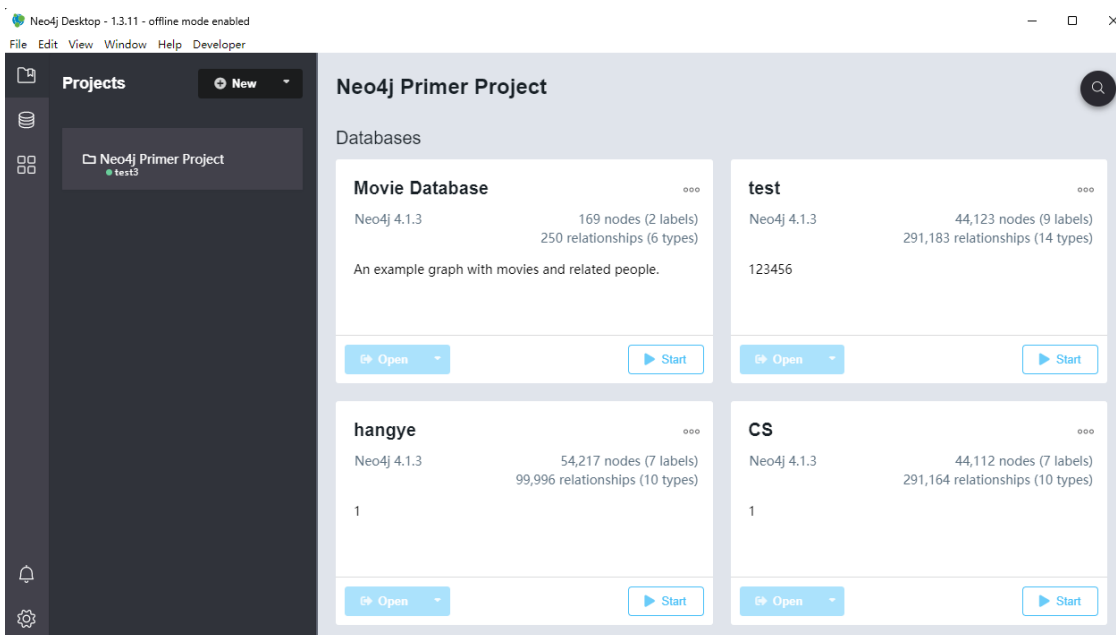 Neo4j Desktop - 1.3.11 - offline mode enabled
File Edit View Window Help Developer
Projects
New
Neo4j Primer Project
test3
Neo4j Primer Project
Databases
Movie Database
Neo4j 4.1.3
169 nodes (2 labels)
250 relationships (6 types)
An example graph with movies and related people.
Open
Start
test
Neo4j 4.1.3
44,123 nodes (9 labels)
291,183 relationships (14 types)
123456
Open
Start
hangye
Neo4j 4.1.3
54,217 nodes (7 labels)
99,996 relationships (10 types)
1
Open
Start
CS
Neo4j 4.1.3
44,112 nodes (7 labels)
291,164 relationships (10 types)
1
Open
Start